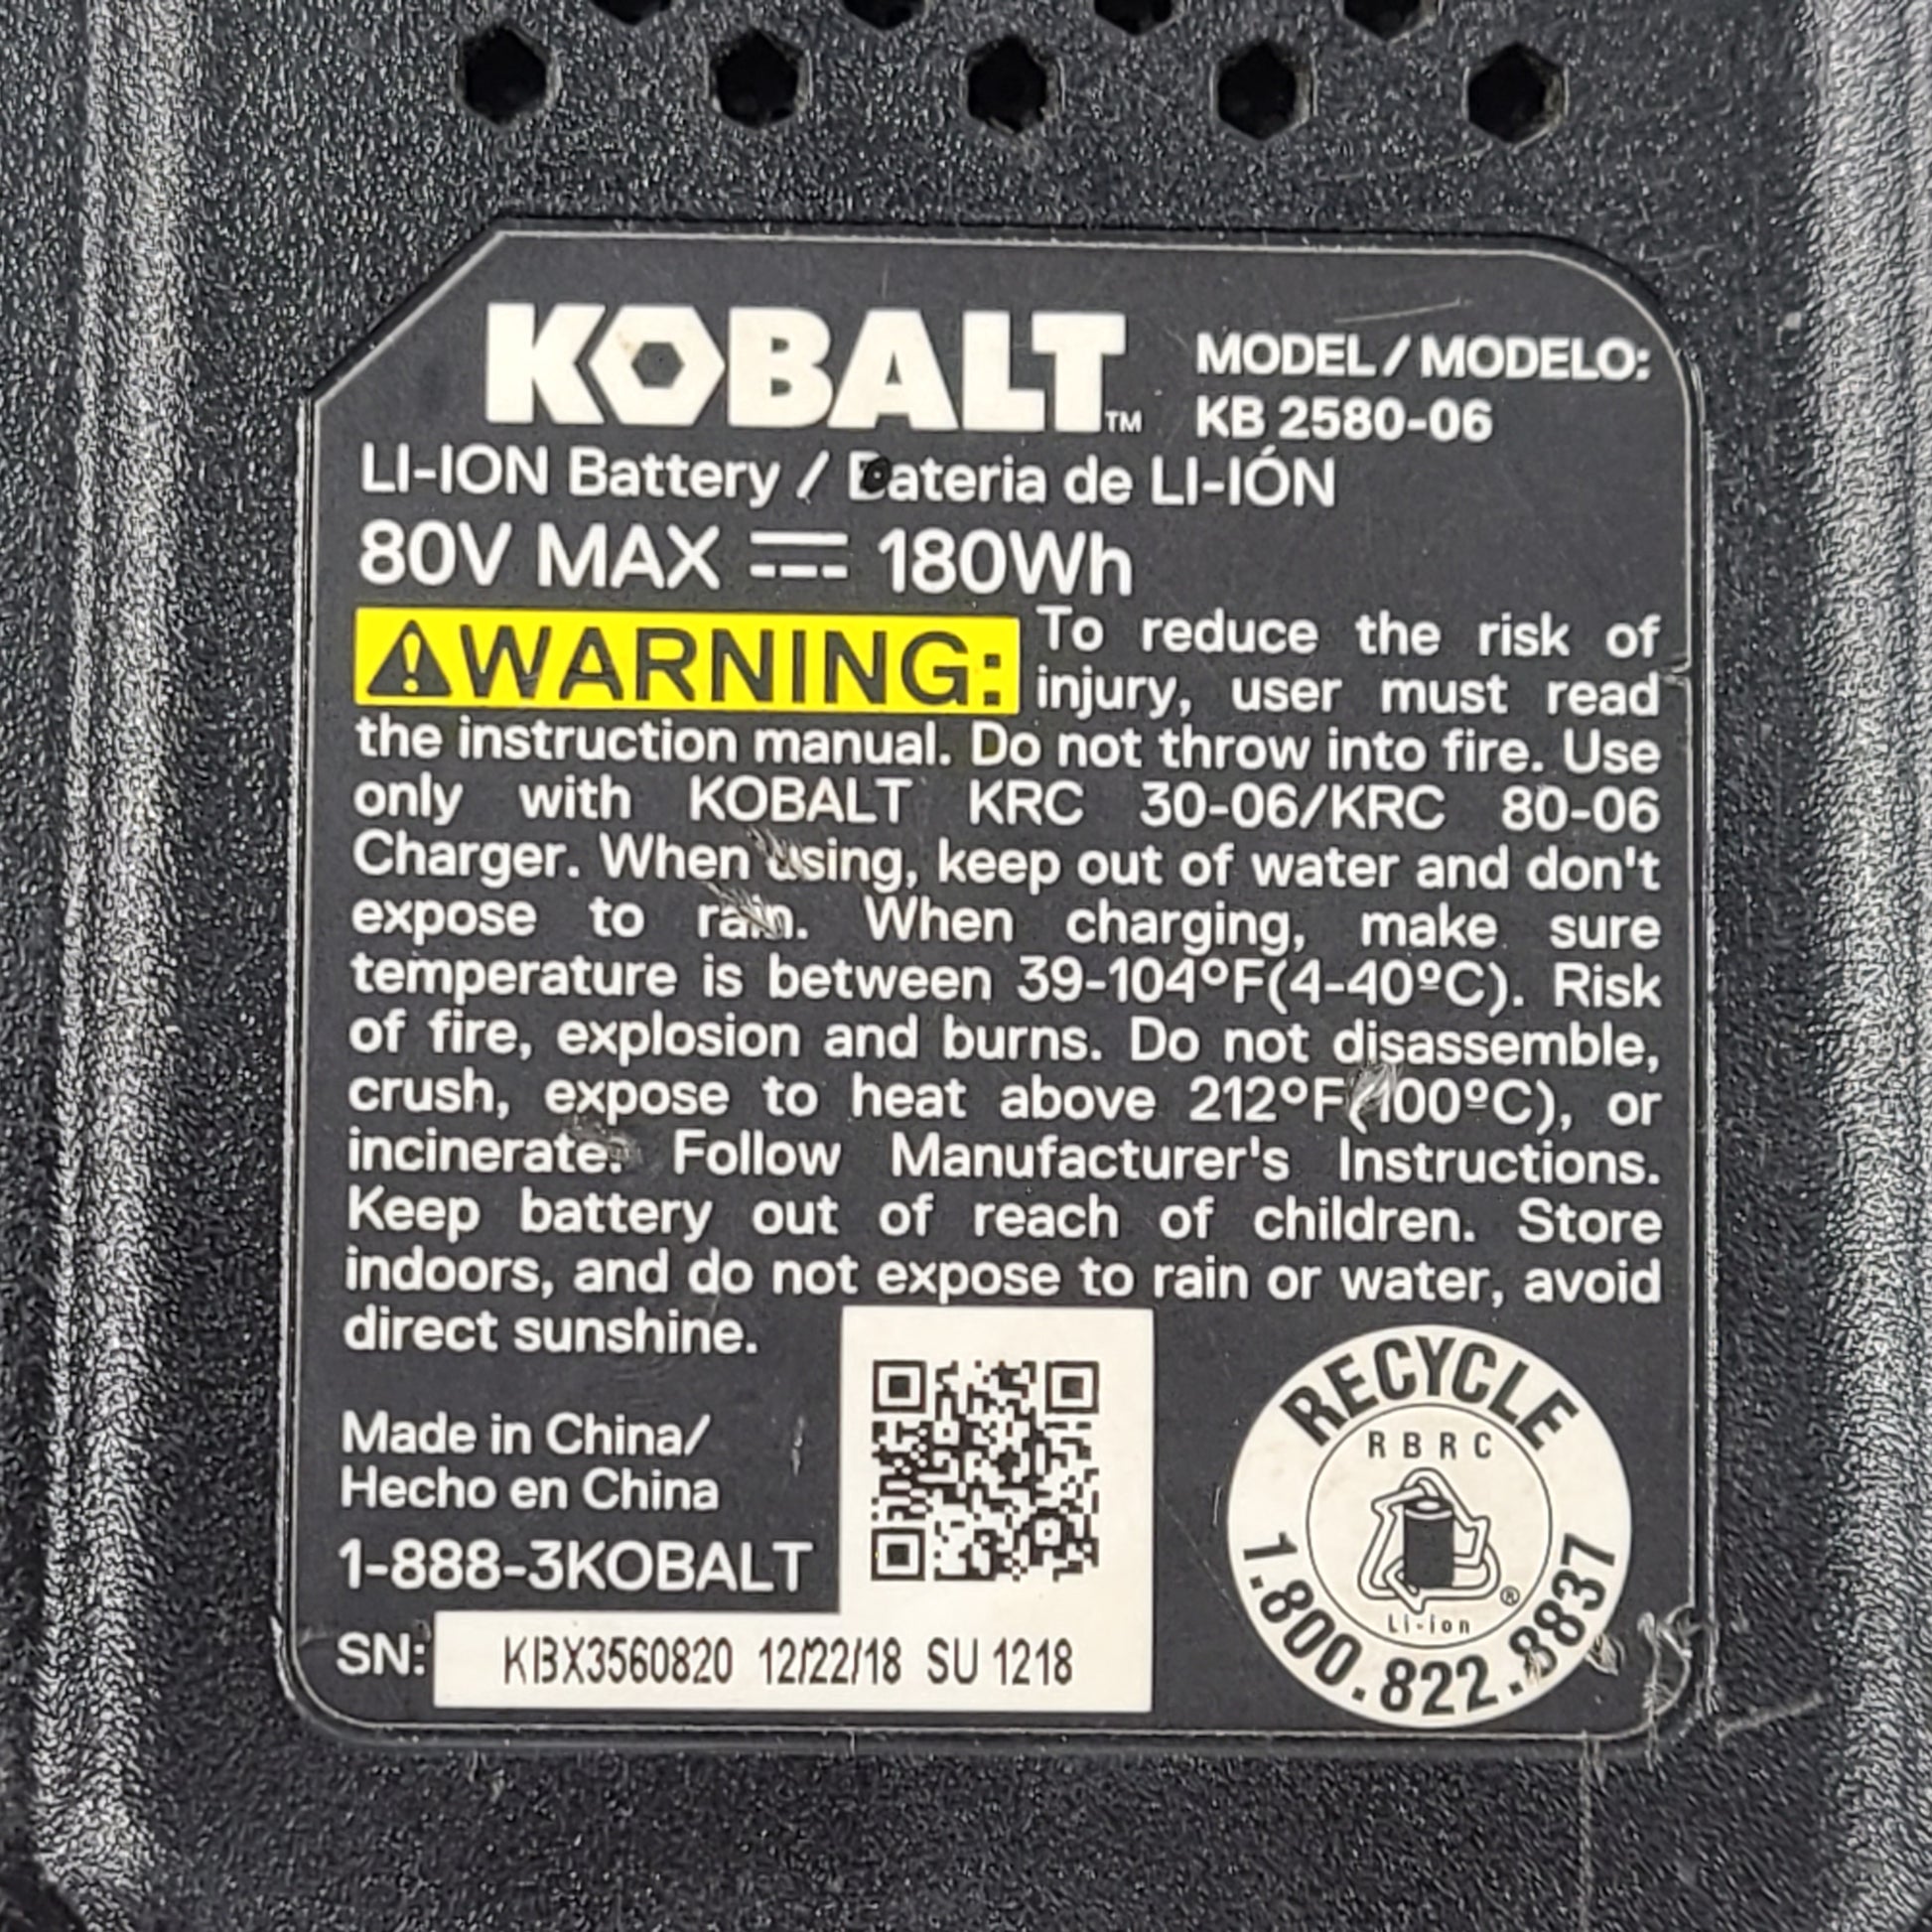 KOBALT™ MODEL / MODELO:
KB 2580-06
LI-ION Battery / Bateria de LI-IÓN
80V MAX ⎓ 180Wh
⚠WARNING: To reduce the risk of
injury, user must read
the instruction manual. Do not throw into fire. Use
only with KOBALT KRC 30-06/KRC 80-06
Charger. When using, keep out of water and don't
expose to rain. When charging, make sure
temperature is between 39-104°F(4-40ºC). Risk
of fire, explosion and burns. Do not disassemble,
crush, expose to heat above 212°F(100ºC), or
incinerate. Follow Manufacturer's Instructions.
Keep battery out of reach of children. Store
indoors, and do not expose to rain or water, avoid
direct sunshine.
Made in China/
Hecho en China
1-888-3KOBALT
SN: KBX3560820 12/22/18 SU 1218
RECYCLE
RBRC
®
Li-ion
1.800.822.8837